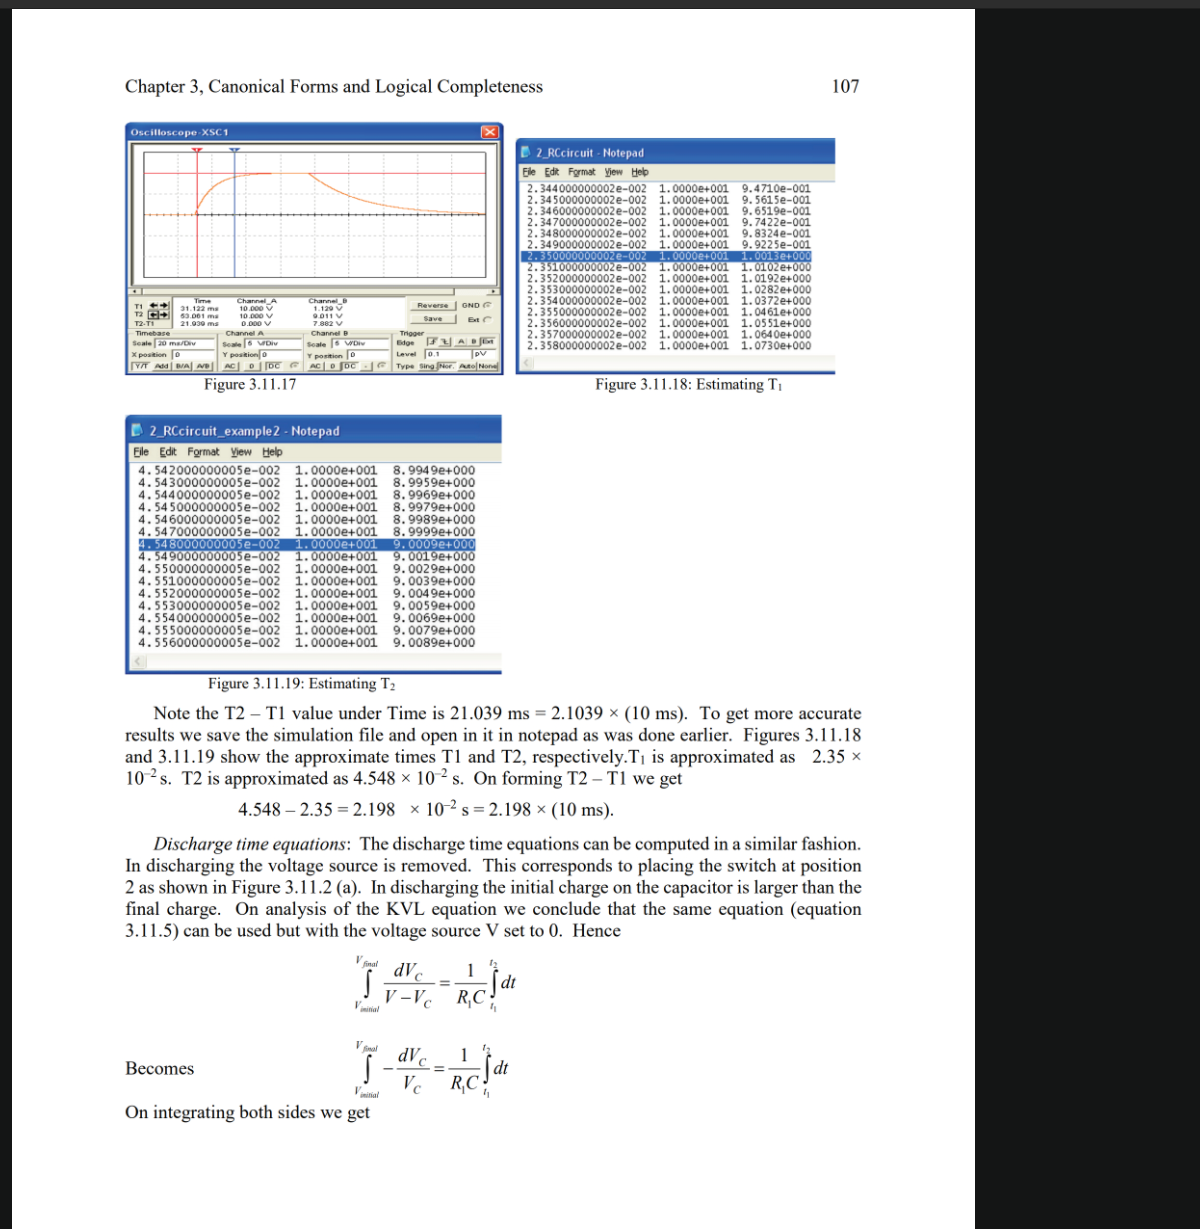 Chapter 3, Canonical Forms and Logical Completeness 107
Oscilloscope-XSC1
T1
T2
T2-T1
Time Channel_A Channel_B
31.122 ms 10.000 V 1.129 V
53.061 ms 10.000 V 9.011 V
21.939 ms 0.000 V 7.882 V
Reverse
Save
GND
Ext
Timebase
Scale 20 ms/Div
X position 0
Y/T Add B/A A/B
Channel A
Scale 5 V/Div
Y position 0
AC 0 DC
Channel B
Scale 5 V/Div
Y position 0
AC 0 DC -
Trigger
Edge A B Ext
Level 0.1 V
Type Sing. Nor. Auto None
Figure 3.11.17
2_RCcircuit - Notepad
File Edit Format View Help
2.344000000002e-002 1.0000e+001 9.4710e-001
2.345000000002e-002 1.0000e+001 9.5615e-001
2.346000000002e-002 1.0000e+001 9.6519e-001
2.347000000002e-002 1.0000e+001 9.7422e-001
2.348000000002e-002 1.0000e+001 9.8324e-001
2.349000000002e-002 1.0000e+001 9.9225e-001
2.350000000002e-002 1.0000e+001 1.0013e+000
2.351000000002e-002 1.0000e+001 1.0102e+000
2.352000000002e-002 1.0000e+001 1.0192e+000
2.353000000002e-002 1.0000e+001 1.0282e+000
2.354000000002e-002 1.0000e+001 1.0372e+000
2.355000000002e-002 1.0000e+001 1.0461e+000
2.356000000002e-002 1.0000e+001 1.0551e+000
2.357000000002e-002 1.0000e+001 1.0640e+000
2.358000000002e-002 1.0000e+001 1.0730e+000
Figure 3.11.18: Estimating T₁
2_RCcircuit_example2 - Notepad
File Edit Format View Help
4.542000000005e-002 1.0000e+001 8.9949e+000
4.543000000005e-002 1.0000e+001 8.9959e+000
4.544000000005e-002 1.0000e+001 8.9969e+000
4.545000000005e-002 1.0000e+001 8.9979e+000
4.546000000005e-002 1.0000e+001 8.9989e+000
4.547000000005e-002 1.0000e+001 8.9999e+000
4.548000000005e-002 1.0000e+001 9.0009e+000
4.549000000005e-002 1.0000e+001 9.0019e+000
4.550000000005e-002 1.0000e+001 9.0029e+000
4.551000000005e-002 1.0000e+001 9.0039e+000
4.552000000005e-002 1.0000e+001 9.0049e+000
4.553000000005e-002 1.0000e+001 9.0059e+000
4.554000000005e-002 1.0000e+001 9.0069e+000
4.555000000005e-002 1.0000e+001 9.0079e+000
4.556000000005e-002 1.0000e+001 9.0089e+000
Figure 3.11.19: Estimating T₂
Note the T2 – T1 value under Time is 21.039 ms = 2.1039 × (10 ms). To get more accurate
results we save the simulation file and open in it in notepad as was done earlier. Figures 3.11.18
and 3.11.19 show the approximate times T1 and T2, respectively.T₁ is approximated as 2.35 ×
10⁻² s. T2 is approximated as 4.548 × 10⁻² s. On forming T2 – T1 we get
4.548 – 2.35 = 2.198 × 10⁻² s = 2.198 × (10 ms).
Discharge time equations: The discharge time equations can be computed in a similar fashion.
In discharging the voltage source is removed. This corresponds to placing the switch at position
2 as shown in Figure 3.11.2 (a). In discharging the initial charge on the capacitor is larger than the
final charge. On analysis of the KVL equation we conclude that the same equation (equation
3.11.5) can be used but with the voltage source V set to 0. Hence
∫_{V_initial}^{V_final} dV_C / (V – V_C) = 1 / (R₁C) ∫_{t₁}^{t₂} dt
Becomes ∫_{V_initial}^{V_final} – dV_C / V_C = 1 / (R₁C) ∫_{t₁}^{t₂} dt
On integrating both sides we get